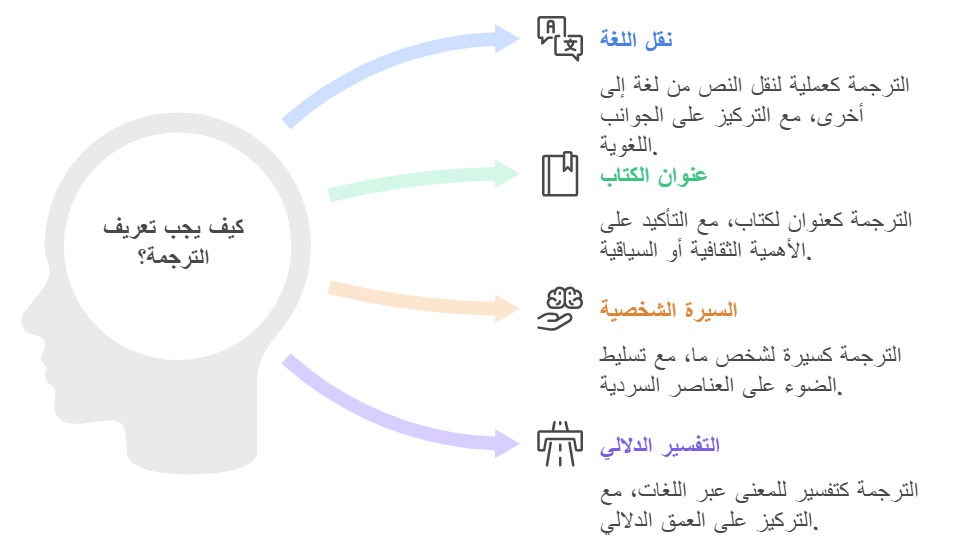 كيف يجب تعريف
الترجمة؟
نقل اللغة
الترجمة كعملية لنقل النص من لغة إلى
أخرى، مع التركيز على الجوانب
اللغوية.
عنوان الكتاب
الترجمة كعنوان لكتاب، مع التأكيد على
الأهمية الثقافية أو السياقية.
السيرة الشخصية
الترجمة كسيرة لشخص ما، مع تسليط
الضوء على العناصر السردية.
التفسير الدلالي
الترجمة كتفسير للمعنى عبر اللغات، مع
التركيز على العمق الدلالي.
A
文